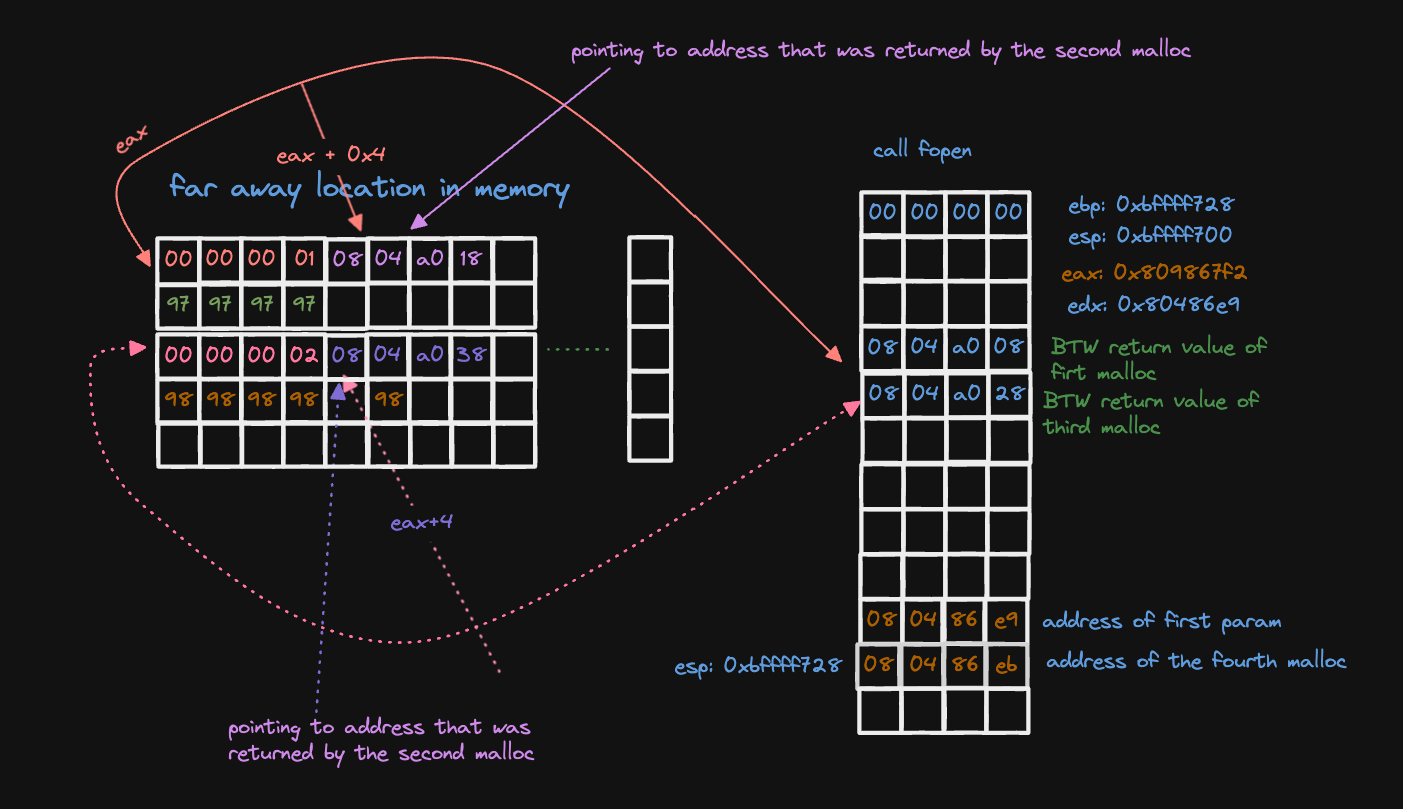 pointing to address that was returned by the second malloc
eax
eax + 0x4
far away location in memory
00 00 00 01 08 04 a0 18
97 97 97 97
00 00 00 02 08 04 a0 38
98 98 98 98 98
eax+4
pointing to address that was
returned by the second malloc
call fopen
00 00 00 00
08 04 a0 08
08 04 a0 28
08 04 86 e9
08 04 86 eb
ebp: 0xbffff728
esp: 0xbffff700
eax: 0x809867f2
edx: 0x80486e9
BTW return value of
firt malloc
BTW return value of
third malloc
address of first param
esp: 0xbffff728
address of the fourth malloc